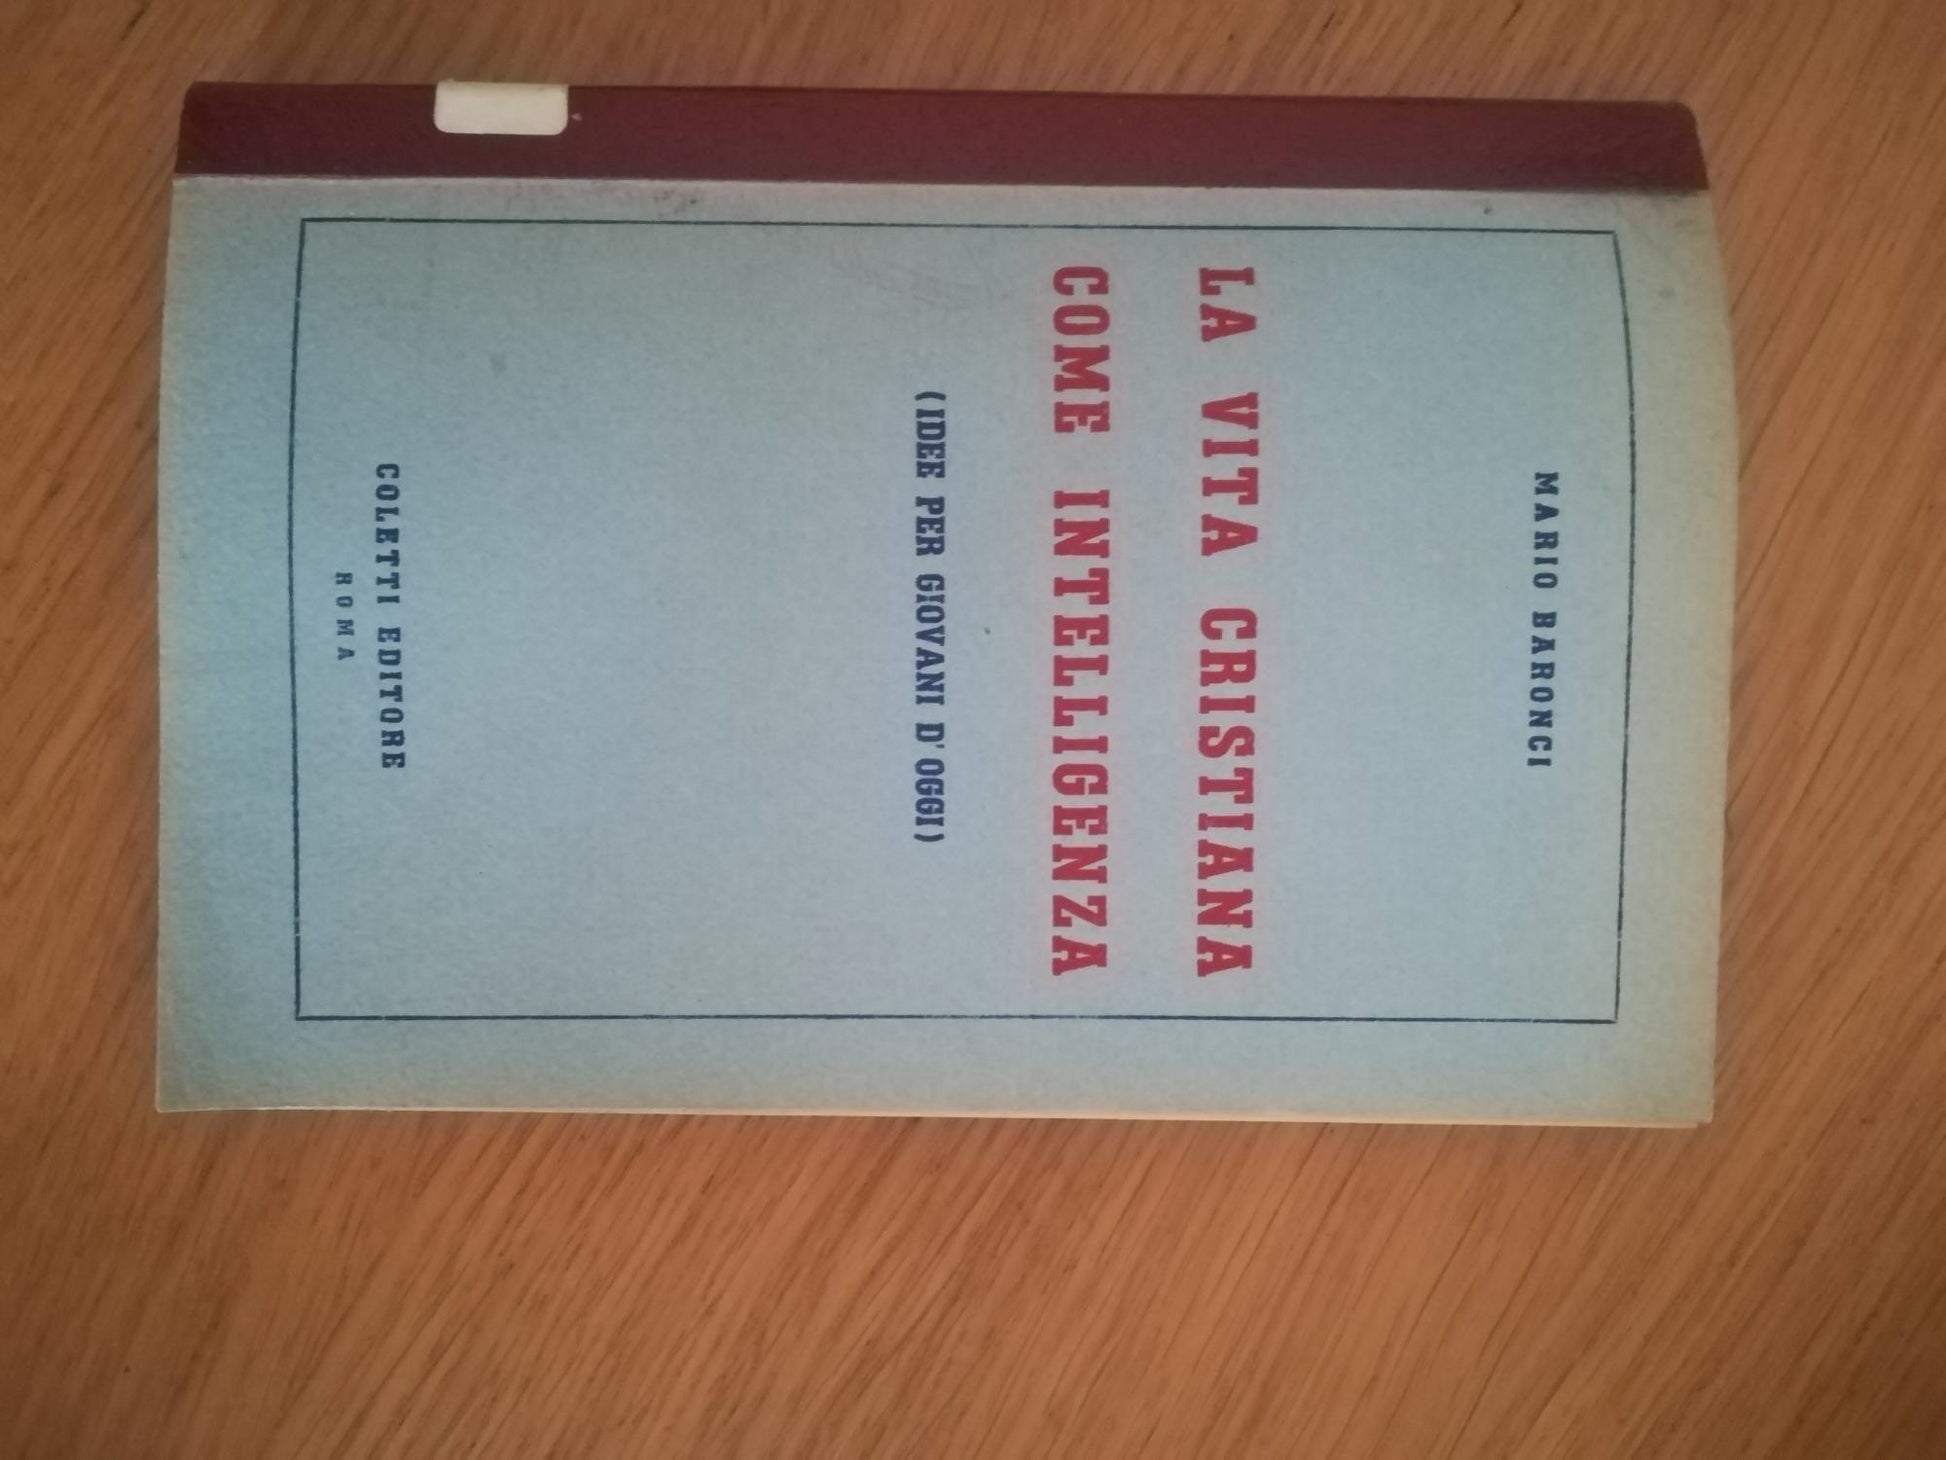 MARIO BARONCI
LA VITA CRISTIANA
COME INTELLIGENZA
(IDEE PER GIOVANI D'OGGI)
COLETTI EDITORE
ROMA